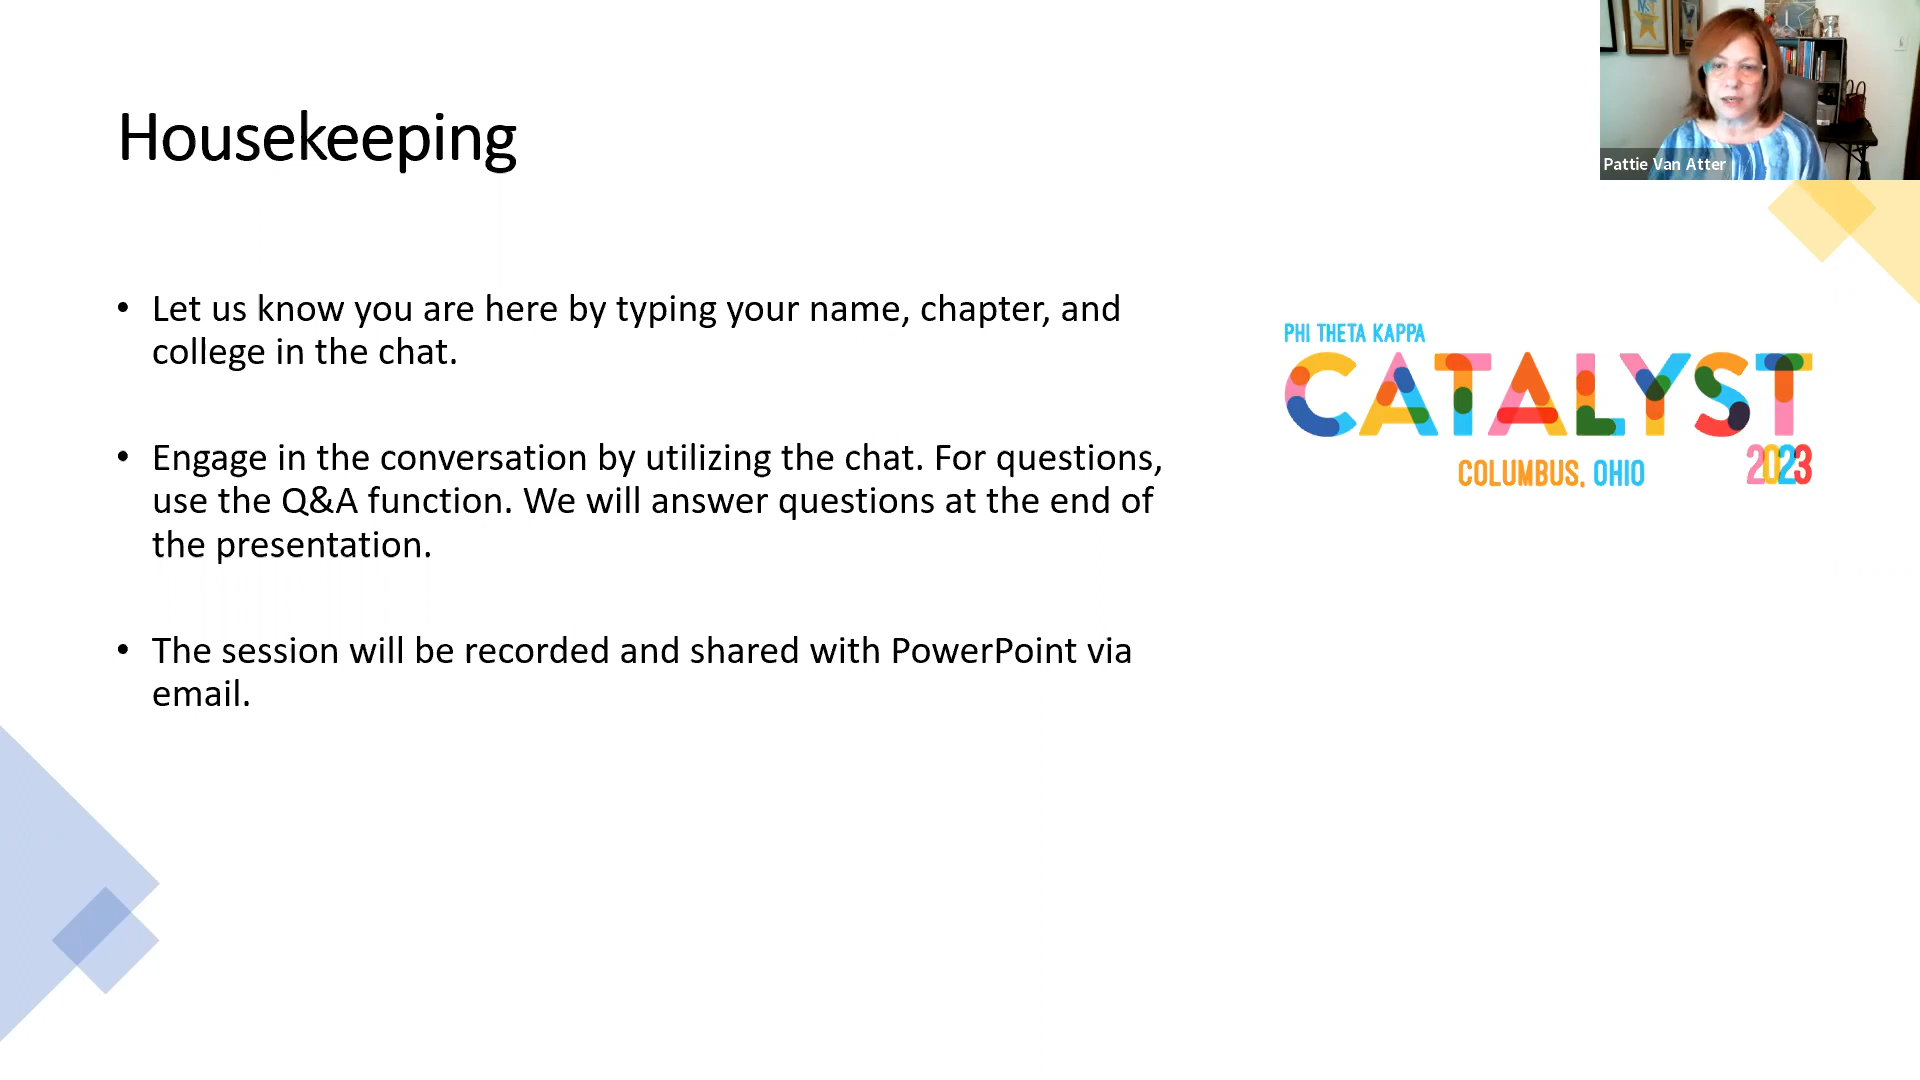 Housekeeping
• Let us know you are here by typing your name, chapter, and
college in the chat.
• Engage in the conversation by utilizing the chat. For questions,
use the Q&A function. We will answer questions at the end of
the presentation.
• The session will be recorded and shared with PowerPoint via
email.
Pattie Van Atter
PHI THETA KAPPA
CATALYST
2023
COLUMBUS, OHIO